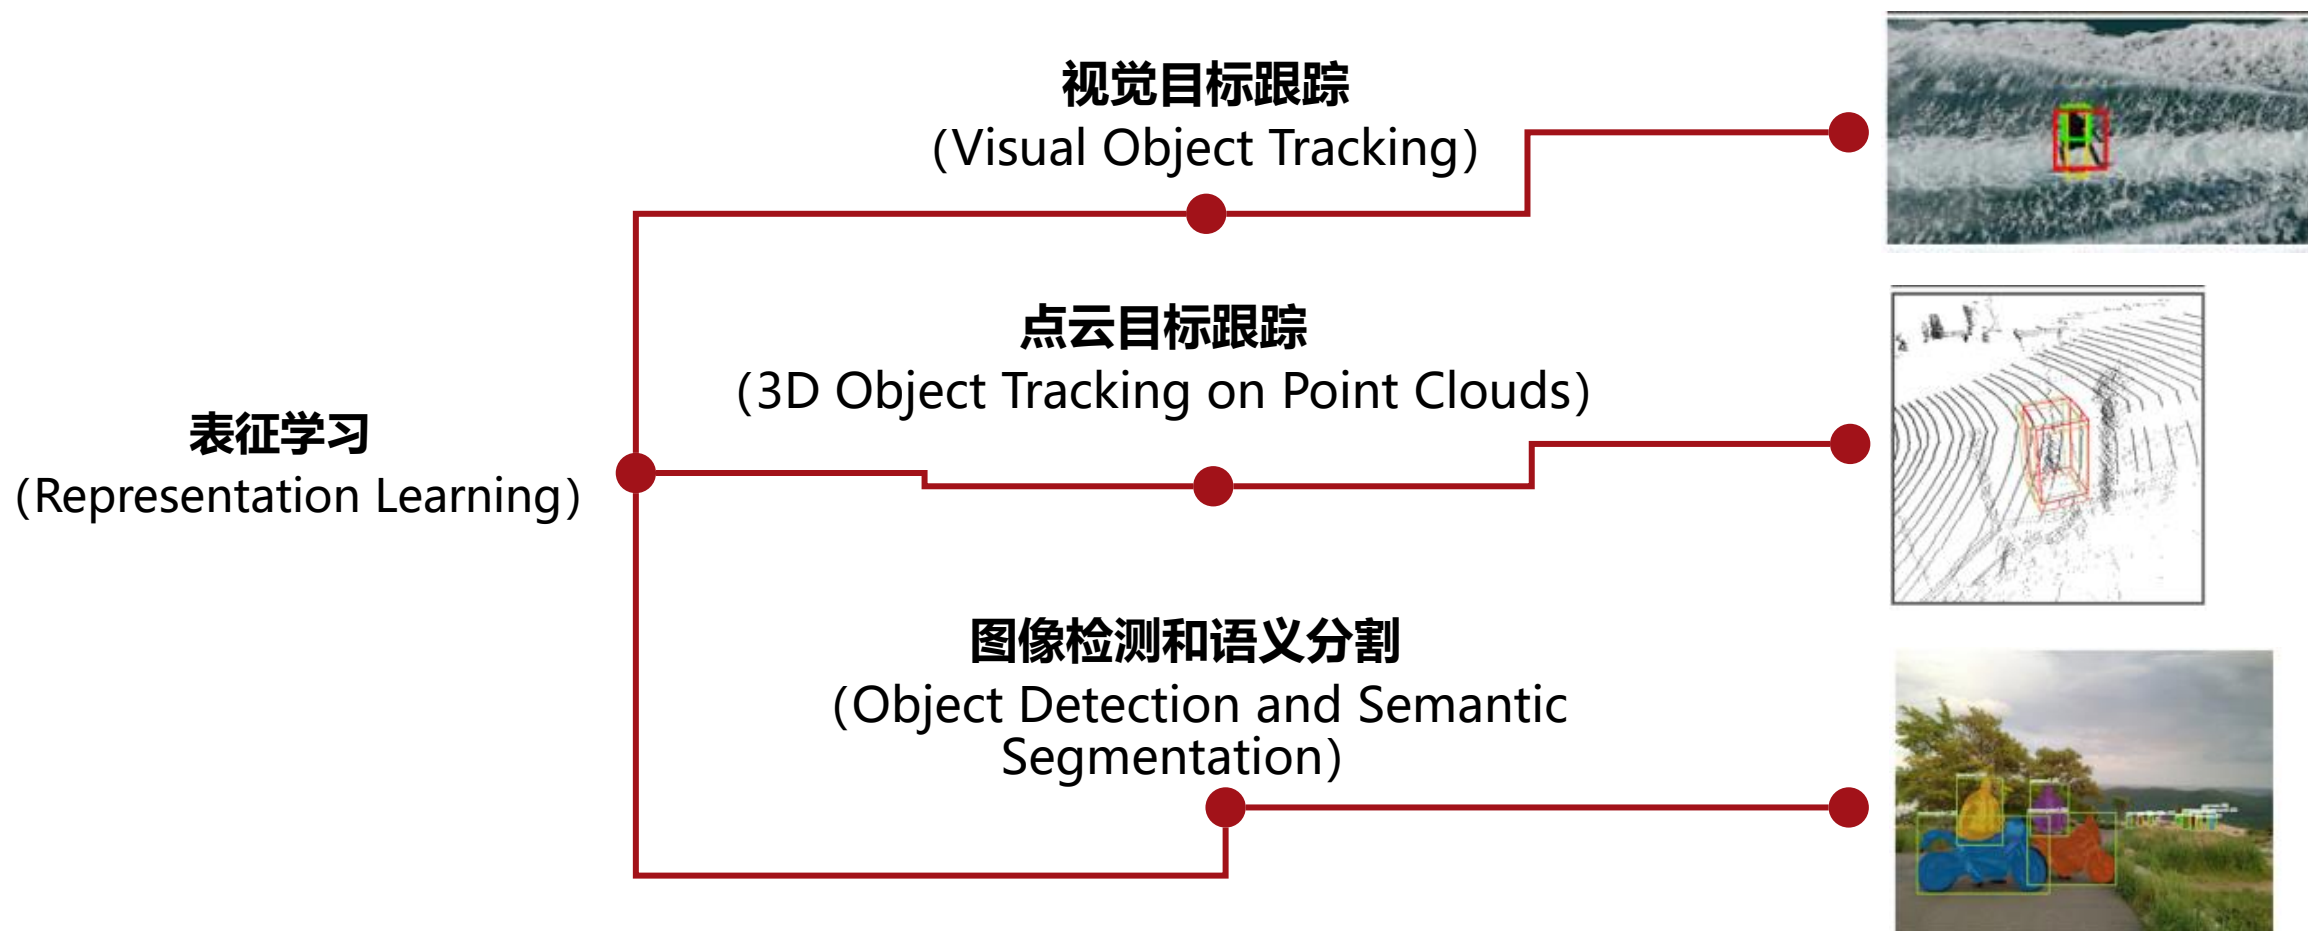 视觉目标跟踪
（Visual Object Tracking）
点云目标跟踪
（3D Object Tracking on Point Clouds）
表征学习
（Representation Learning）
图像检测和语义分割
（Object Detection and Semantic
Segmentation）